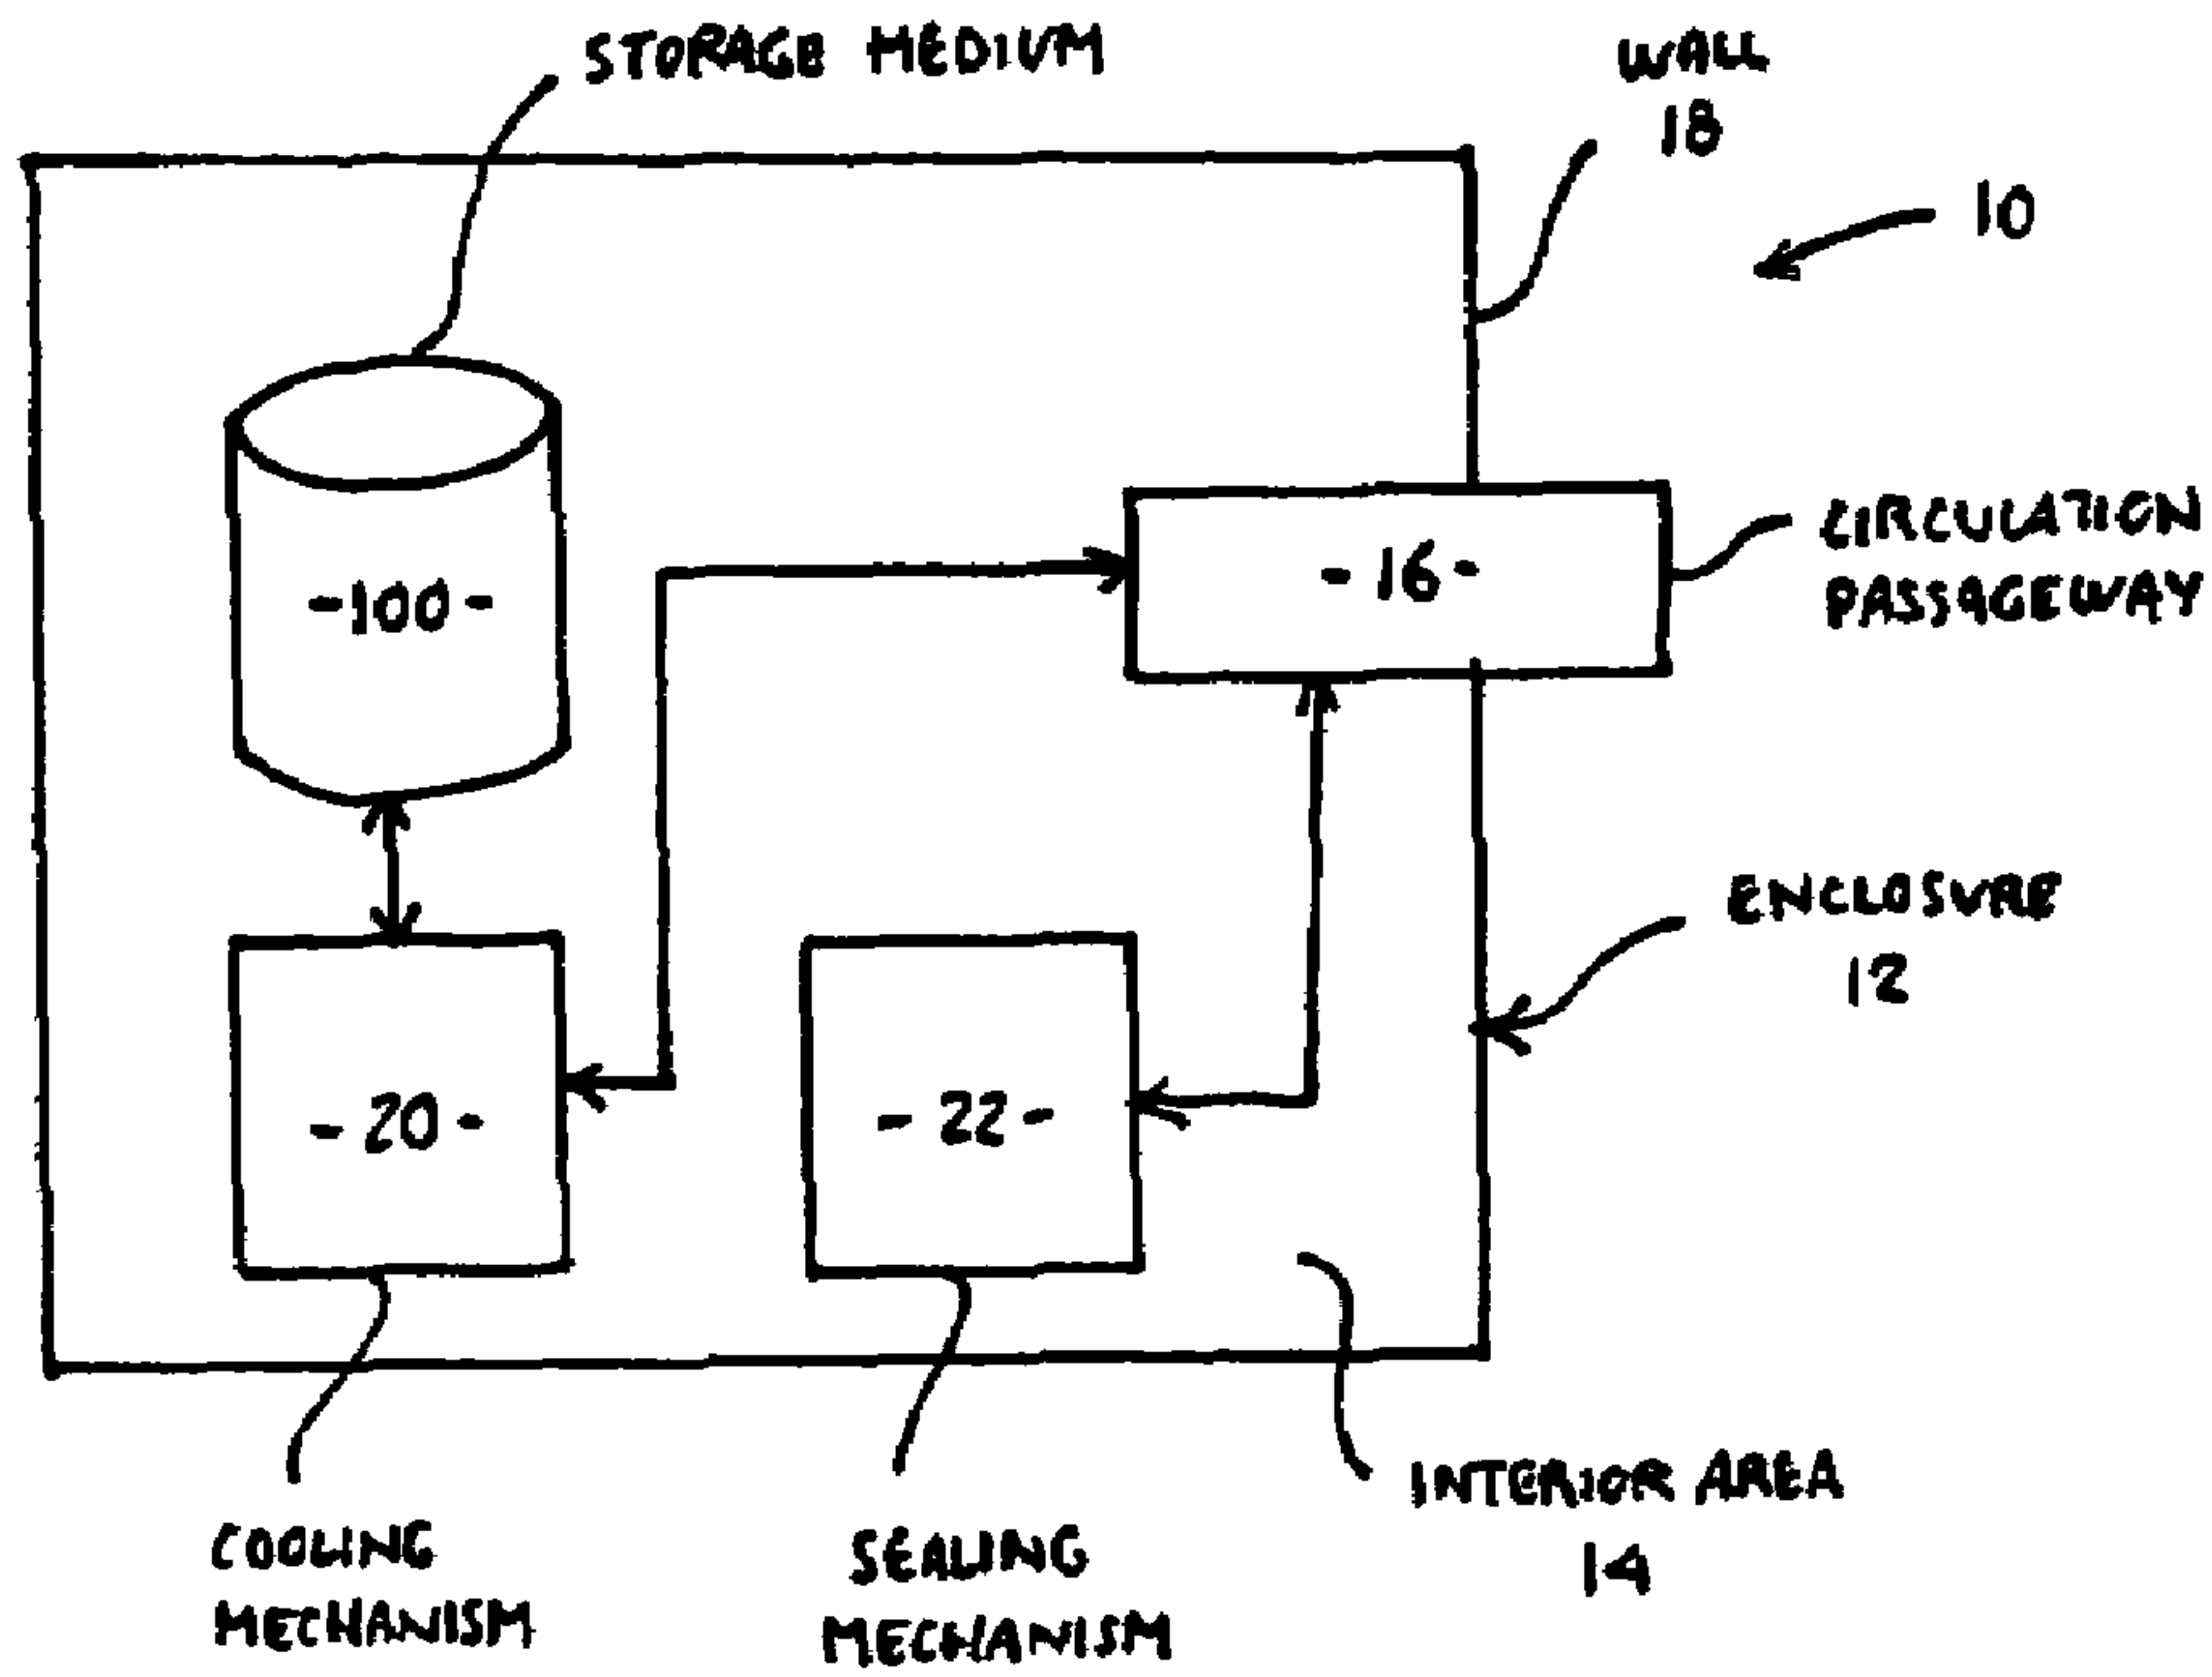 STORAGE MEDIUM
WALL
18
10
-100-
-16-
CIRCULATION
PASSAGEWAY
ENCLOSURE
12
-20-
-22-
INTERIOR AREA
14
COOLING
MECHANISM
SEALING
MECHANISM